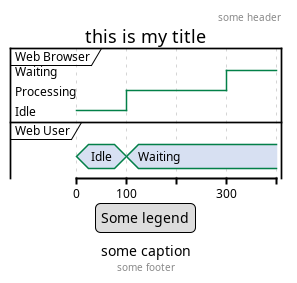 some header
this is my title
Web Browser
Waiting
Processing
Idle
Web User
Idle Waiting
0 100 300
Some legend
some caption
some footer